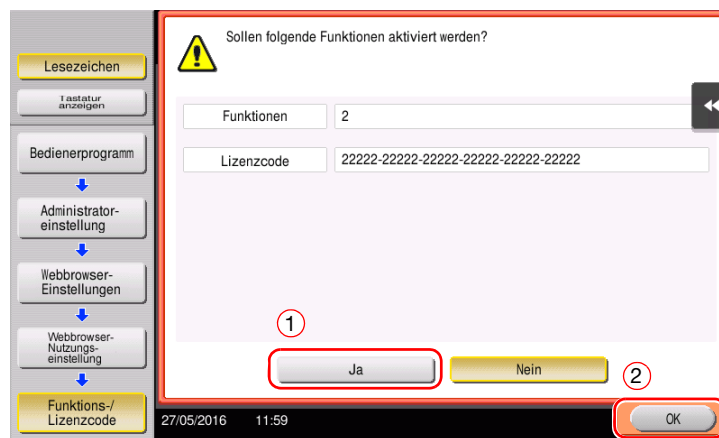 Lesezeichen
Tastatur
anzeigen
Bedienerprogramm
Administrator-
einstellung
Webbrowser-
Einstellungen
Webbrowser-
Nutzungs-
einstellung
Funktions-/
Lizenzcode
Sollen folgende Funktionen aktiviert werden?
Funktionen 2
Lizenzcode 22222-22222-22222-22222-22222-22222
1
Ja Nein
2
27/05/2016 11:59 OK